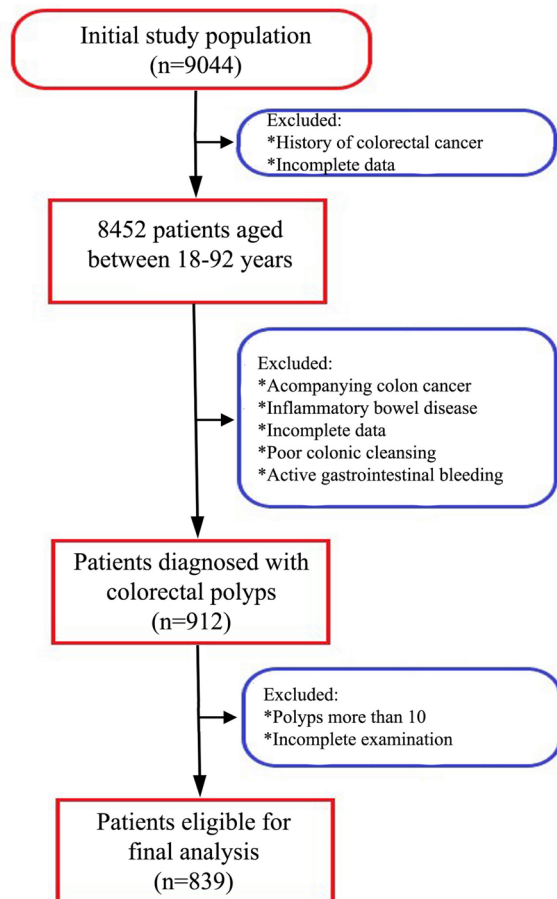 Initial study population
(n=9044)
Excluded:
*History of colorectal cancer
*Incomplete data
8452 patients aged
between 18-92 years
Excluded:
*Acompanying colon cancer
*Inflammatory bowel disease
*Incomplete data
*Poor colonic cleansing
*Active gastrointestinal bleeding
Patients diagnosed with
colorectal polyps
(n=912)
Excluded:
*Polyps more than 10
*Incomplete examination
Patients eligible for
final analysis
(n=839)